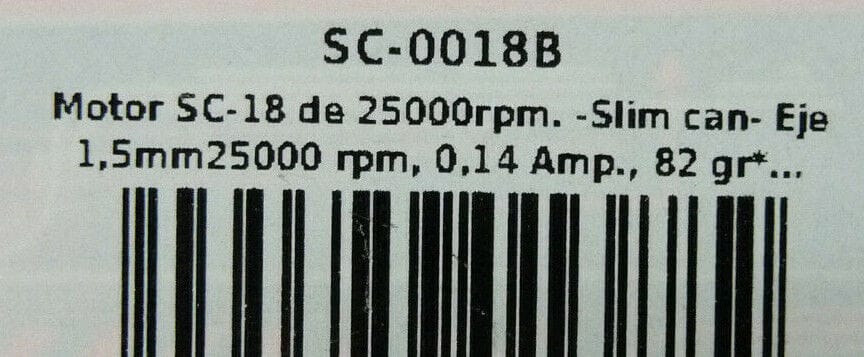 SC-0018B
Motor SC-18 de 25000rpm. -Slim can- Eje
1,5mm25000 rpm, 0,14 Amp., 82 gr*...